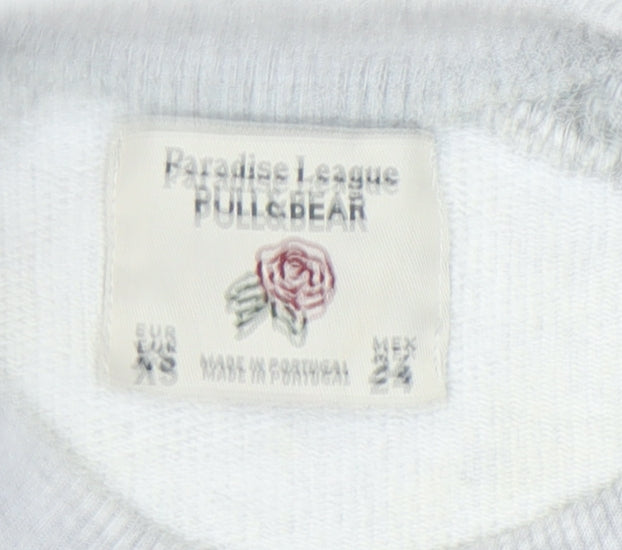 Paradise League
PULL&BEAR
EUR MEX
XS 24
MADE IN PORTUGAL